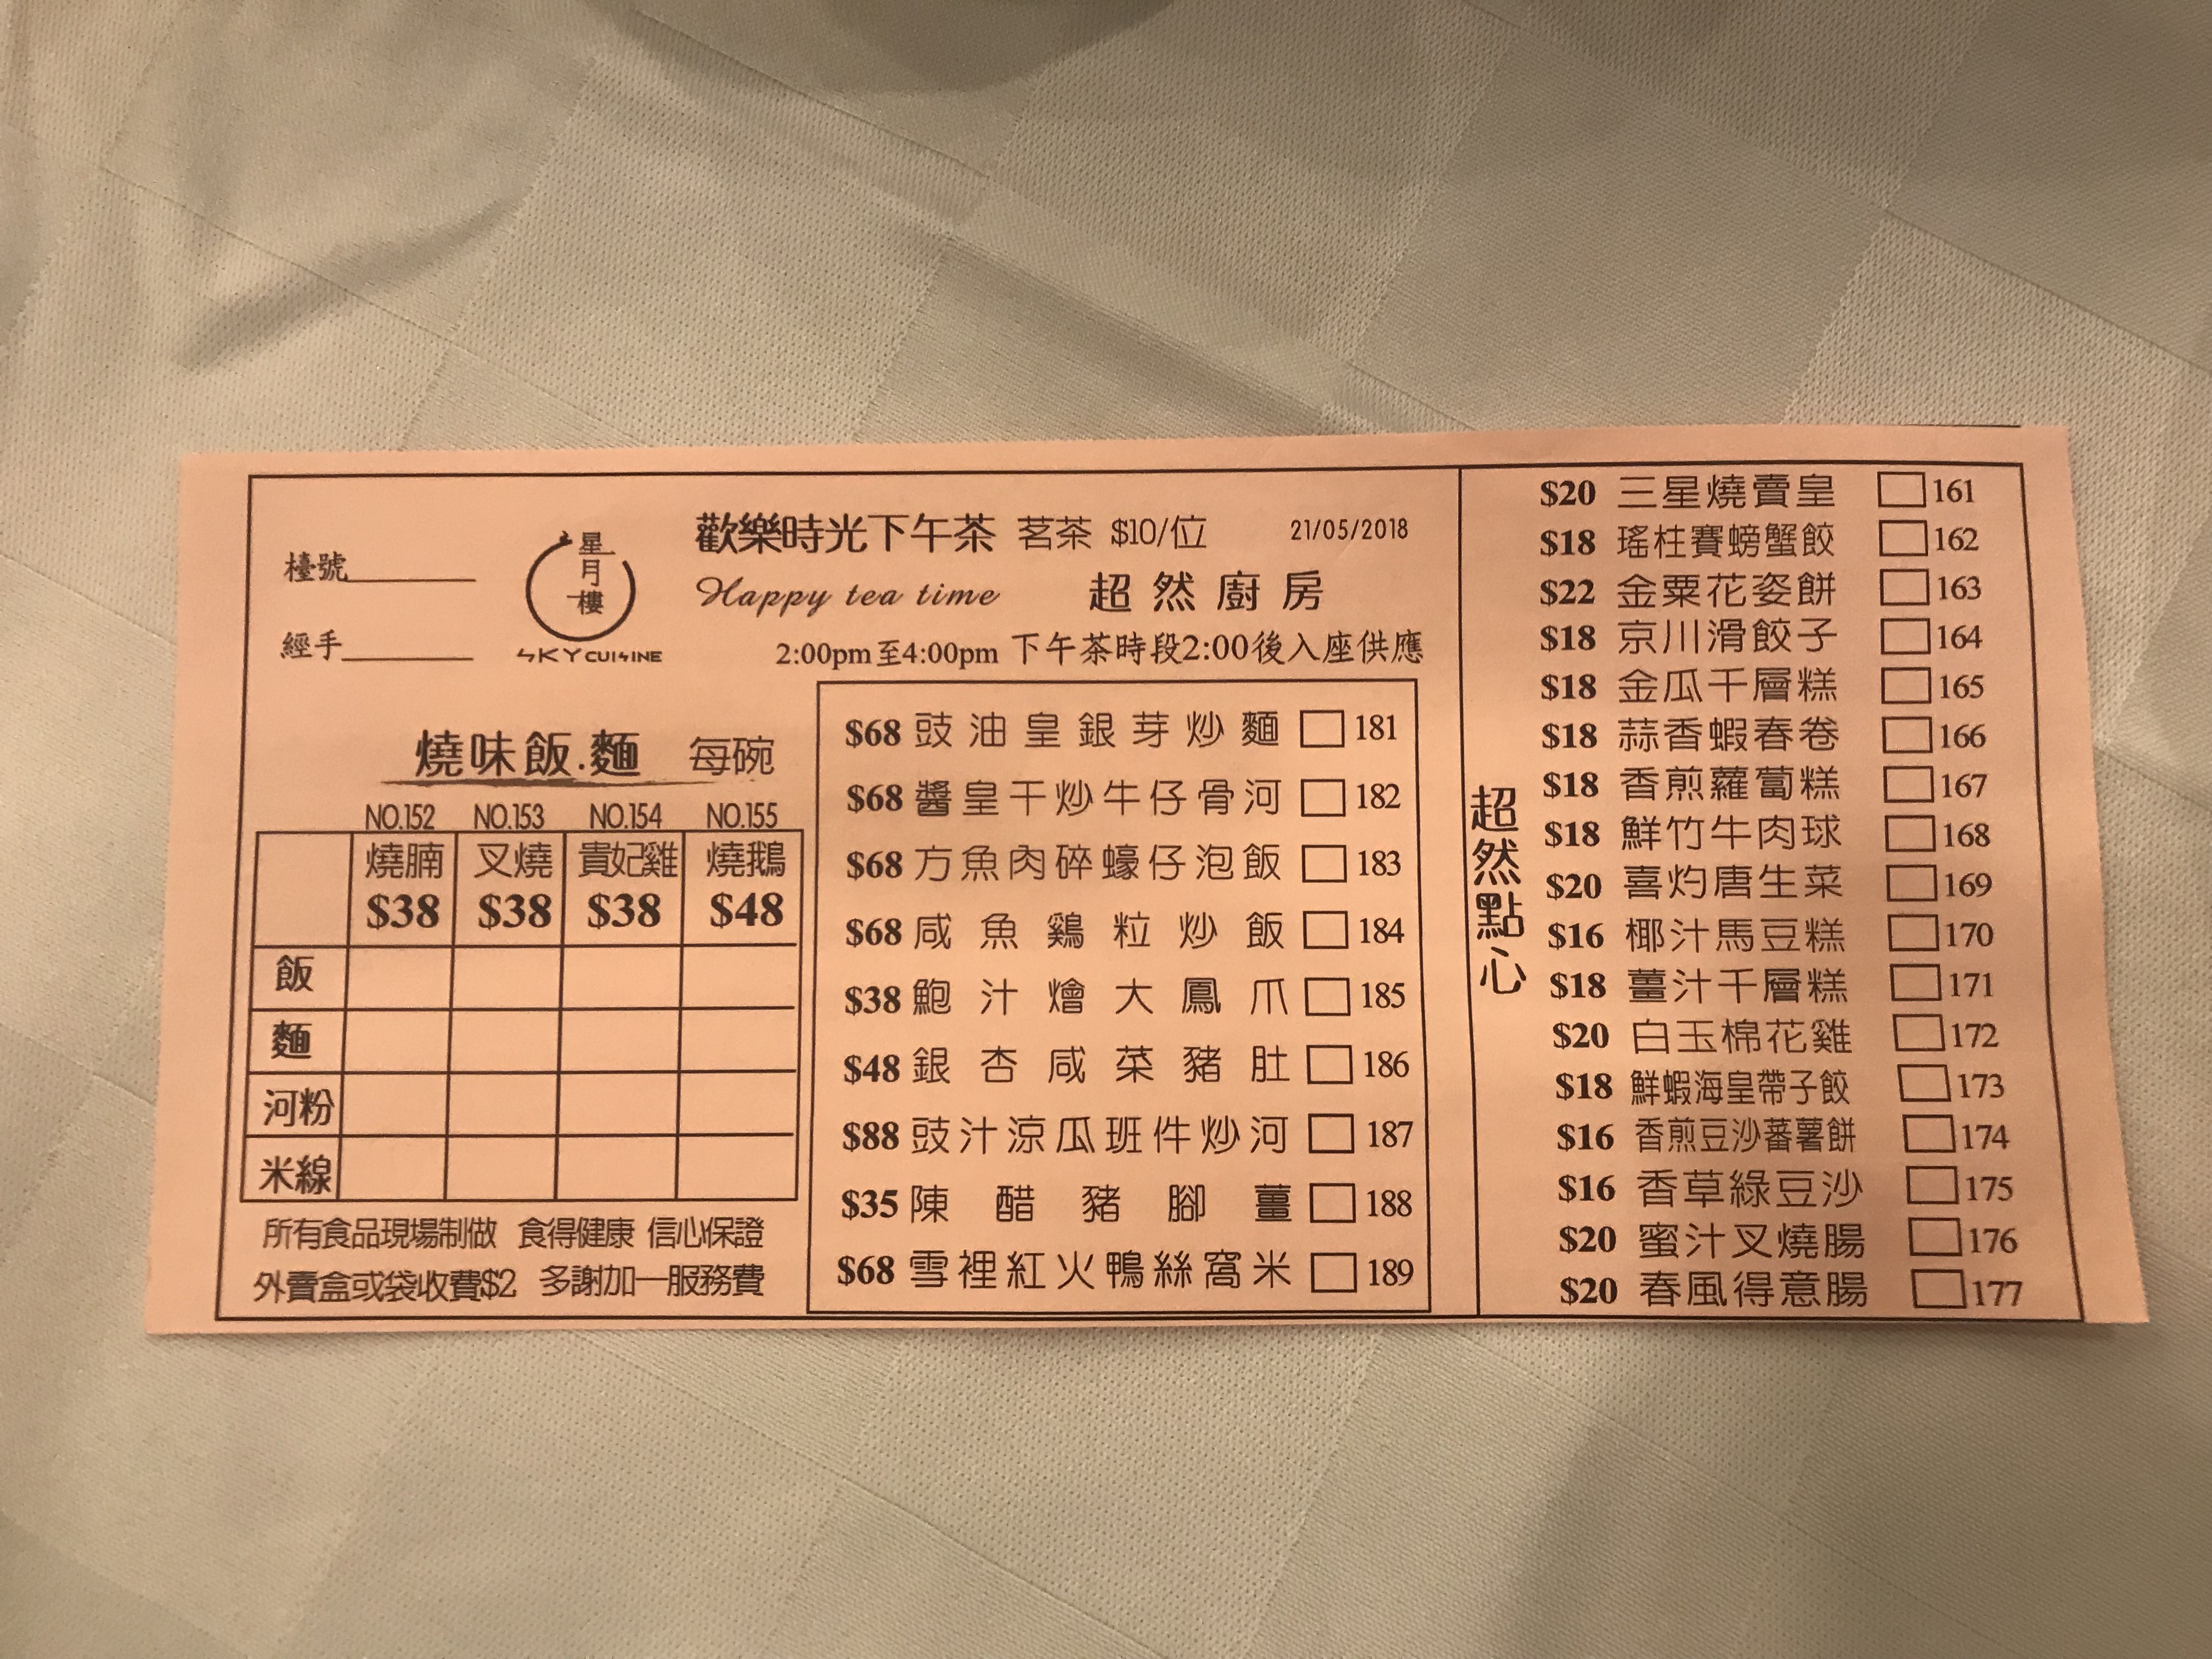 檯號
經手
星月樓
SKY CUISINE
歡樂時光下午茶 茗茶 $10/位 21/05/2018
Happy tea time 超然廚房
2:00pm至4:00pm 下午茶時段2:00後入座供應
燒味飯.麵 每碗
NO.152 NO.153 NO.154 NO.155
燒腩 叉燒 貴妃雞 燒鵝
$38 $38 $38 $48
飯
麵
河粉
米線
所有食品現場制做 食得健康 信心保證
外賣盒或袋收費$2 多謝加一服務費
$68 豉油皇銀芽炒麵 181
$68 醬皇干炒牛仔骨河 182
$68 方魚肉碎蠔仔泡飯 183
$68 咸魚鷄粒炒飯 184
$38 鮑汁燴大鳳爪 185
$48 銀杏咸菜豬肚 186
$88 豉汁涼瓜班件炒河 187
$35 陳醋豬腳薑 188
$68 雪裡紅火鴨絲窩米 189
超然點心
$20 三星燒賣皇 161
$18 瑤柱賽螃蟹餃 162
$22 金粟花姿餅 163
$18 京川滑餃子 164
$18 金瓜千層糕 165
$18 蒜香蝦春卷 166
$18 香煎蘿蔔糕 167
$18 鮮竹牛肉球 168
$20 喜灼唐生菜 169
$16 椰汁馬豆糕 170
$18 薑汁千層糕 171
$20 白玉棉花雞 172
$18 鮮蝦海皇帶子餃 173
$16 香煎豆沙蕃薯餅 174
$16 香草綠豆沙 175
$20 蜜汁叉燒腸 176
$20 春風得意腸 177